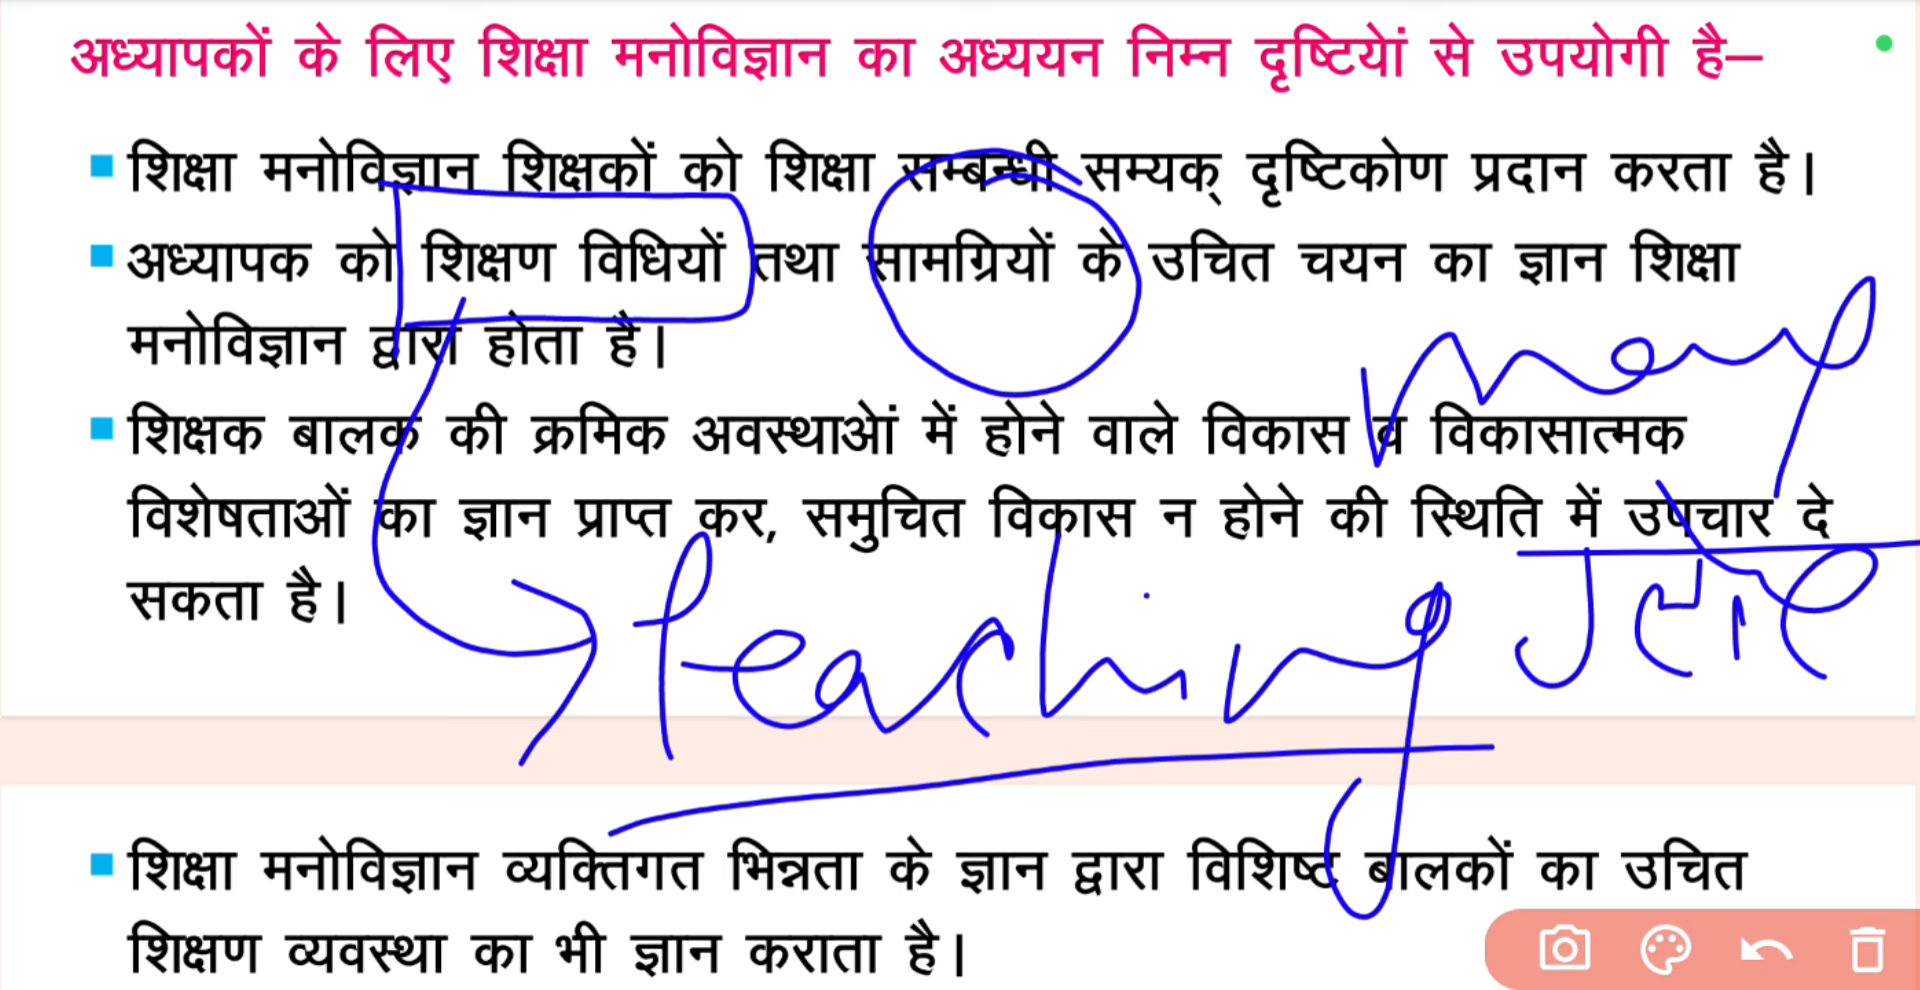 अध्यापकों के लिए शिक्षा मनोविज्ञान का अध्ययन निम्न दृष्टियों से उपयोगी है–
शिक्षा मनोविज्ञान शिक्षकों को शिक्षा सम्बन्धी सम्यक् दृष्टिकोण प्रदान करता है।
अध्यापक को शिक्षण विधियों तथा सामग्रियों के उचित चयन का ज्ञान शिक्षा
मनोविज्ञान द्वारा होता है।
शिक्षक बालक की क्रमिक अवस्थाओं में होने वाले विकास व विकासात्मक
विशेषताओं का ज्ञान प्राप्त कर, समुचित विकास न होने की स्थिति में उपचार दे
सकता है।
teaching
शिक्षा मनोविज्ञान व्यक्तिगत भिन्नता के ज्ञान द्वारा विशिष्ट बालकों का उचित
शिक्षण व्यवस्था का भी ज्ञान कराता है।